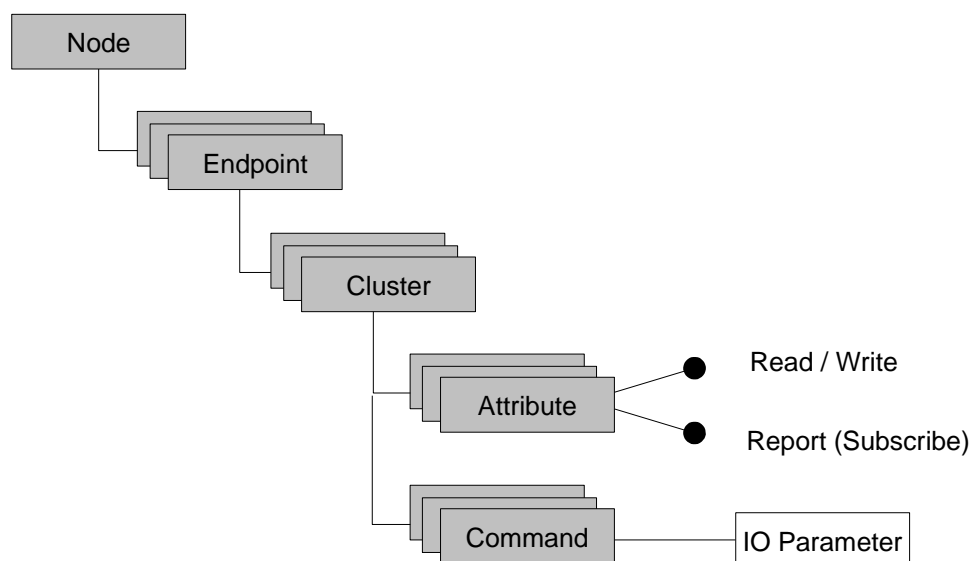 Node
Endpoint
Cluster
Read / Write
Attribute
Report (Subscribe)
Command
IO Parameter